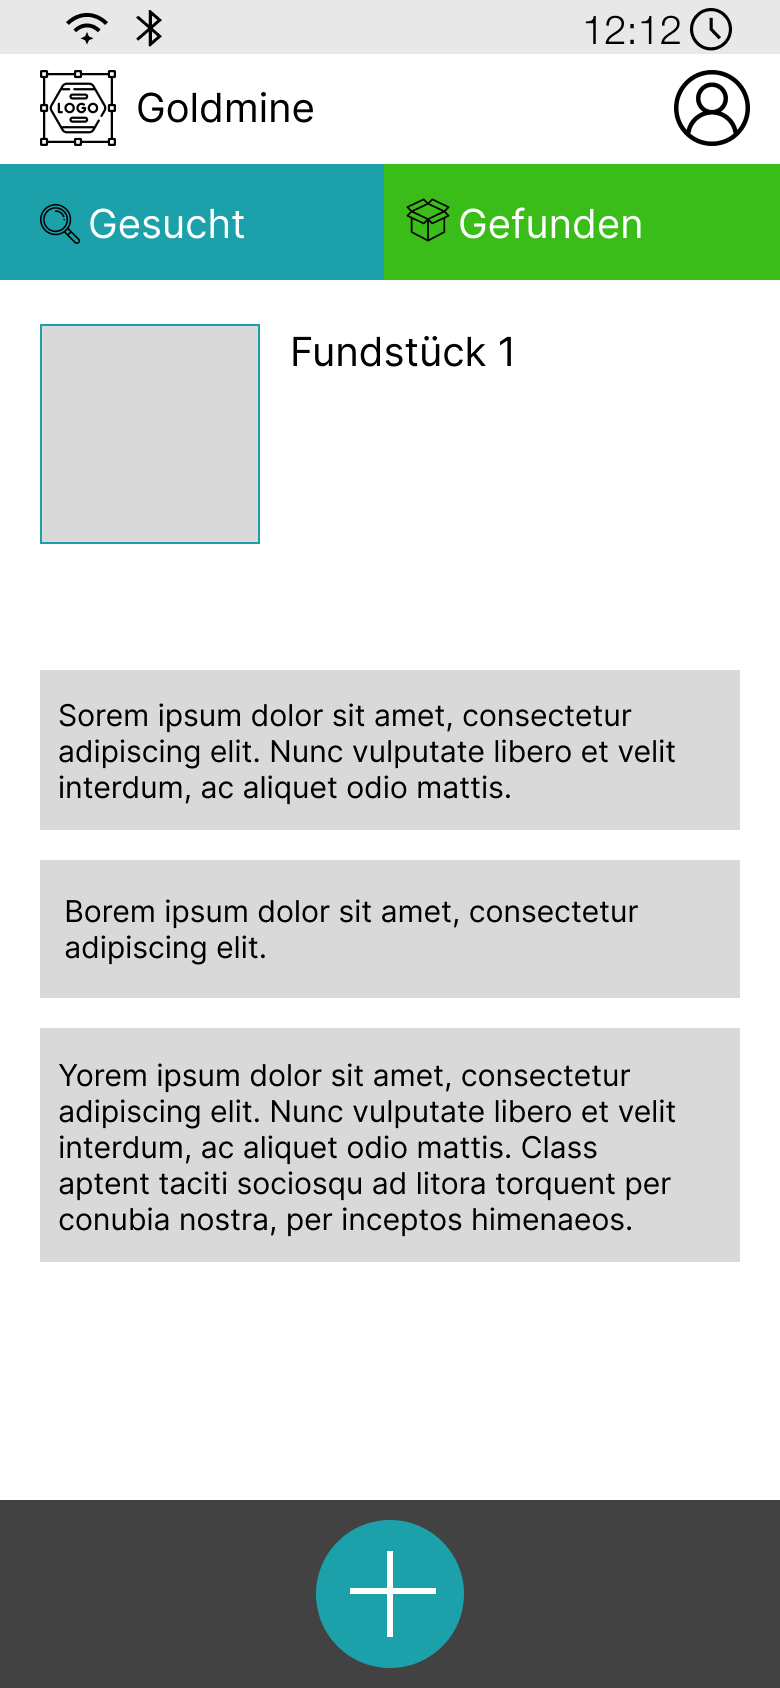 12:12
LOGO
Goldmine
Gesucht
Gefunden
Fundstück 1
Sorem ipsum dolor sit amet, consectetur
adipiscing elit. Nunc vulputate libero et velit
interdum, ac aliquet odio mattis.
Borem ipsum dolor sit amet, consectetur
adipiscing elit.
Yorem ipsum dolor sit amet, consectetur
adipiscing elit. Nunc vulputate libero et velit
interdum, ac aliquet odio mattis. Class
aptent taciti sociosqu ad litora torquent per
conubia nostra, per inceptos himenaeos.